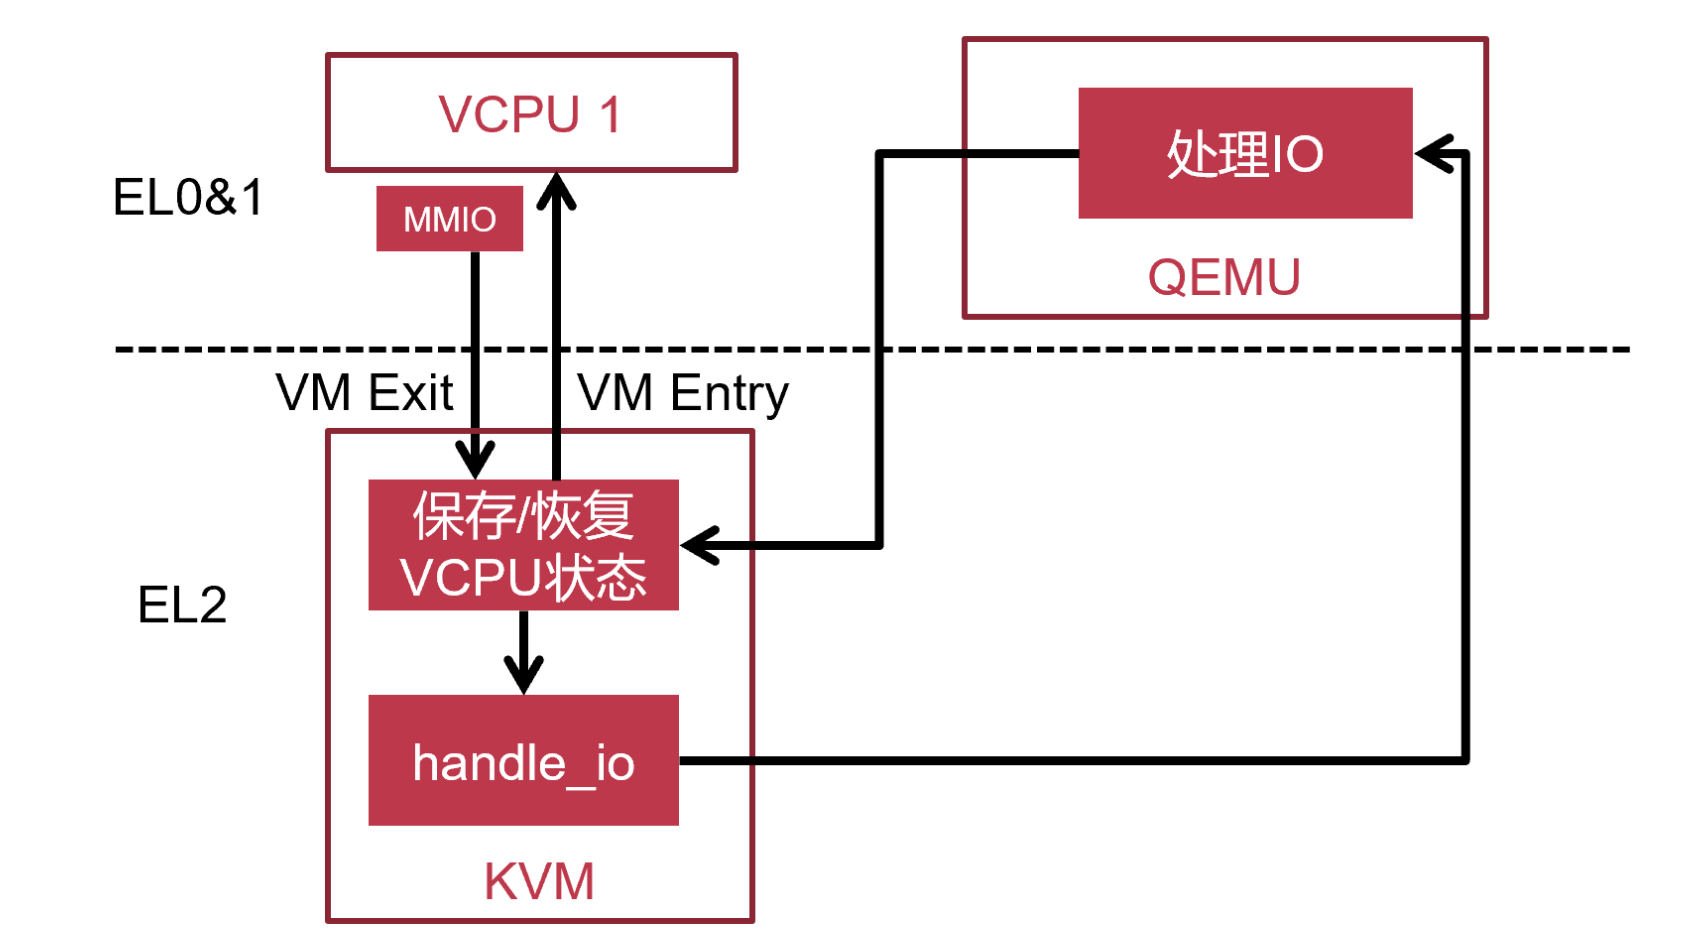 VCPU 1
处理IO
EL0&1
MMIO
QEMU
VM Exit
VM Entry
保存/恢复
VCPU状态
EL2
handle_io
KVM